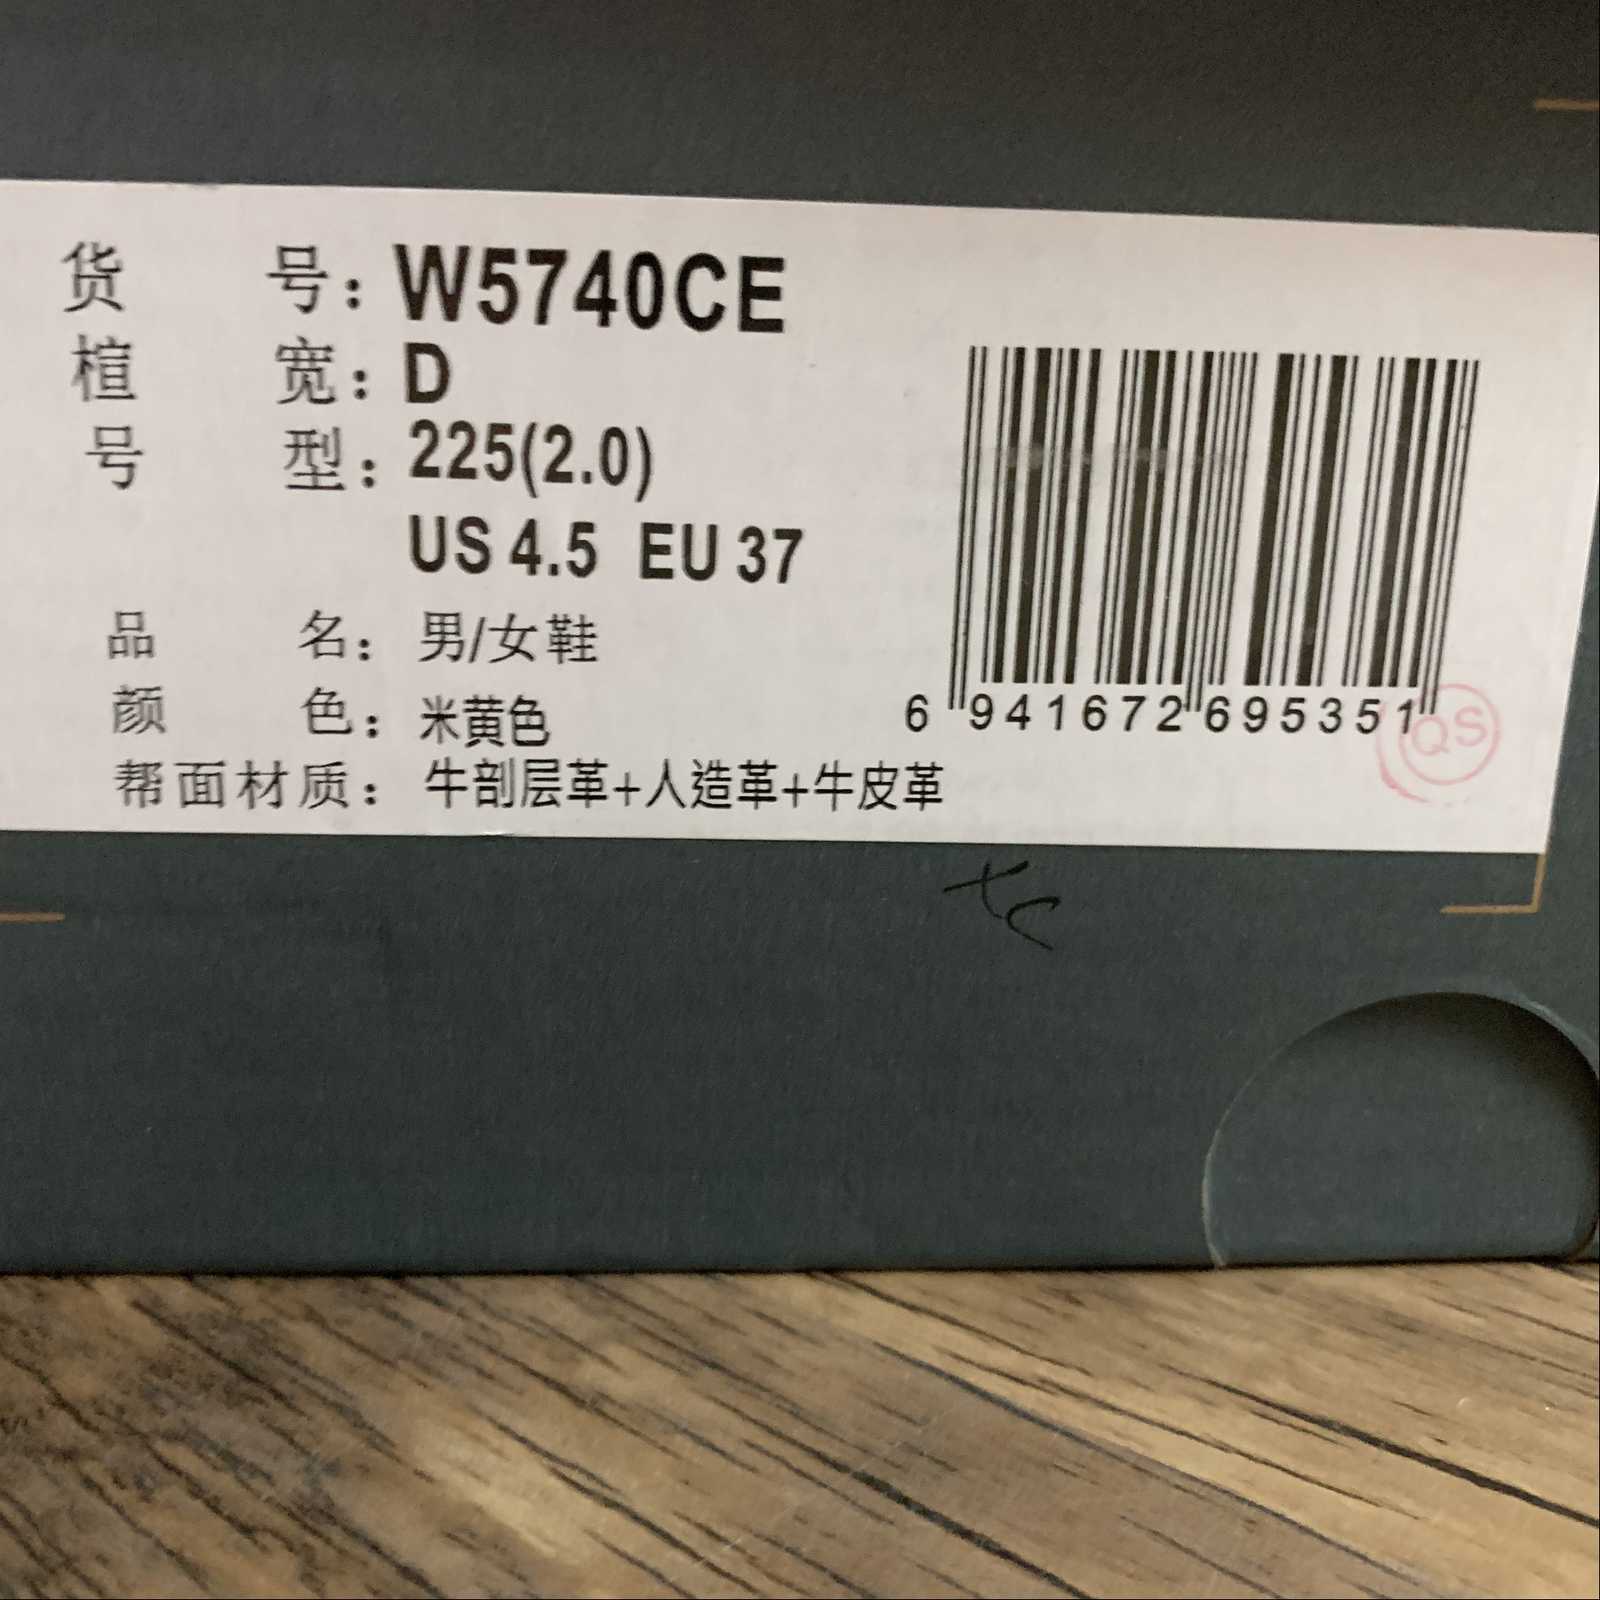 货 号：W5740CE
楦 宽：D
号 型：225(2.0)
US 4.5 EU 37
品 名：男/女鞋
颜 色：米黄色
帮面材质：牛剖层革+人造革+牛皮革
6 941672 695351
QS